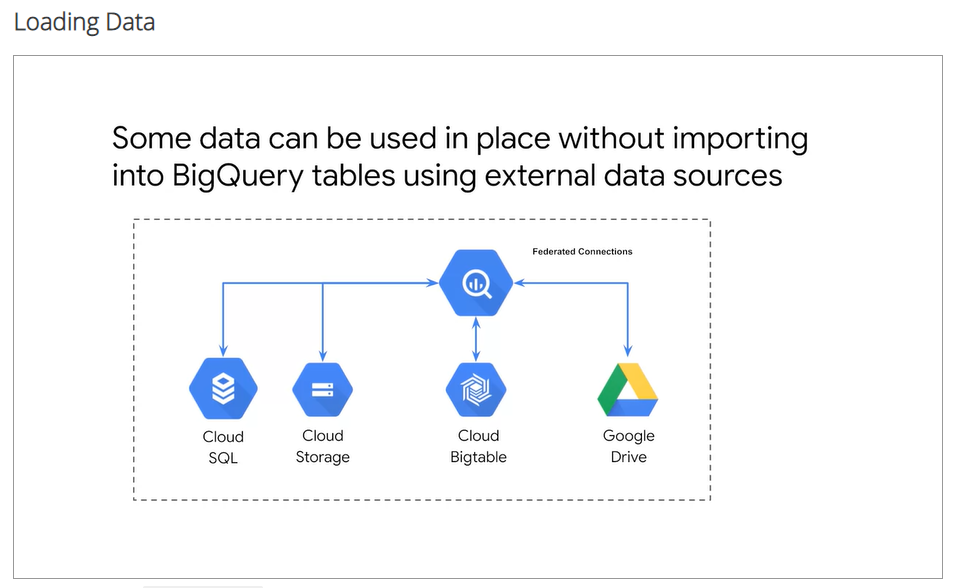 Loading Data
Some data can be used in place without importing
into BigQuery tables using external data sources
Federated Connections
Cloud
SQL
Cloud
Storage
Cloud
Bigtable
Google
Drive